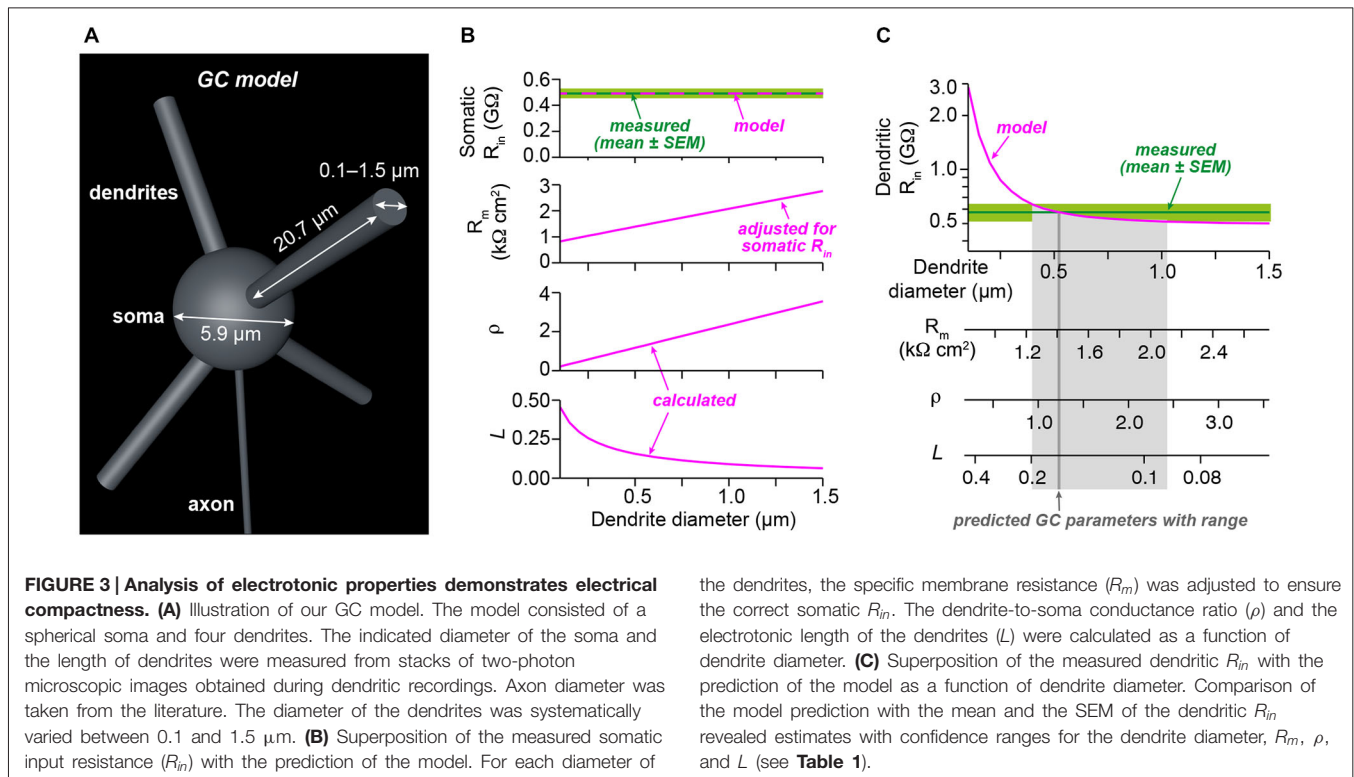 A
GC model
dendrites
0.1–1.5 μm
20.7 μm
soma
5.9 μm
axon
B
Somatic
R_in (GΩ)
0.6
0.4
0.2
0.0
measured
(mean ± SEM)
model
R_m
(kΩ cm²)
3
2
1
0
adjusted for
somatic R_in
ρ
4
2
0
L
0.50
0.25
0.00
calculated
0.5 1.0 1.5
Dendrite diameter (μm)
C
Dendritic
R_in (GΩ)
3.0
2.0
1.0
0.5
model
measured
(mean ± SEM)
Dendrite
diameter (μm)
0.5 1.0 1.5
R_m
(kΩ cm²)
1.2 1.6 2.0 2.4
ρ
1.0 2.0 3.0
L
0.4 0.2 0.1 0.08
predicted GC parameters with range
FIGURE 3 | Analysis of electrotonic properties demonstrates electrical
compactness. (A) Illustration of our GC model. The model consisted of a
spherical soma and four dendrites. The indicated diameter of the soma and
the length of dendrites were measured from stacks of two-photon
microscopic images obtained during dendritic recordings. Axon diameter was
taken from the literature. The diameter of the dendrites was systematically
varied between 0.1 and 1.5 μm. (B) Superposition of the measured somatic
input resistance (R_in) with the prediction of the model. For each diameter of
the dendrites, the specific membrane resistance (R_m) was adjusted to ensure
the correct somatic R_in. The dendrite-to-soma conductance ratio (ρ) and the
electrotonic length of the dendrites (L) were calculated as a function of
dendrite diameter. (C) Superposition of the measured dendritic R_in with the
prediction of the model as a function of dendrite diameter. Comparison of
the model prediction with the mean and the SEM of the dendritic R_in
revealed estimates with confidence ranges for the dendrite diameter, R_m, ρ,
and L (see Table 1).